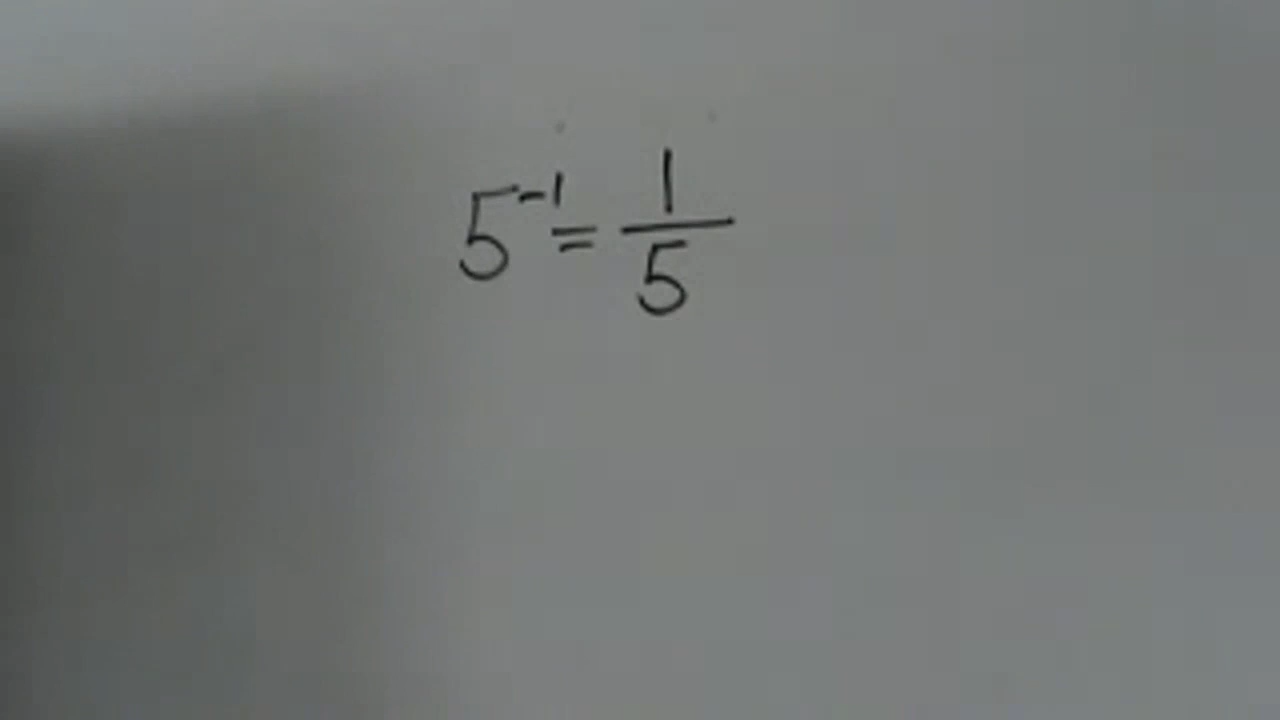 5⁻¹ = 1/5